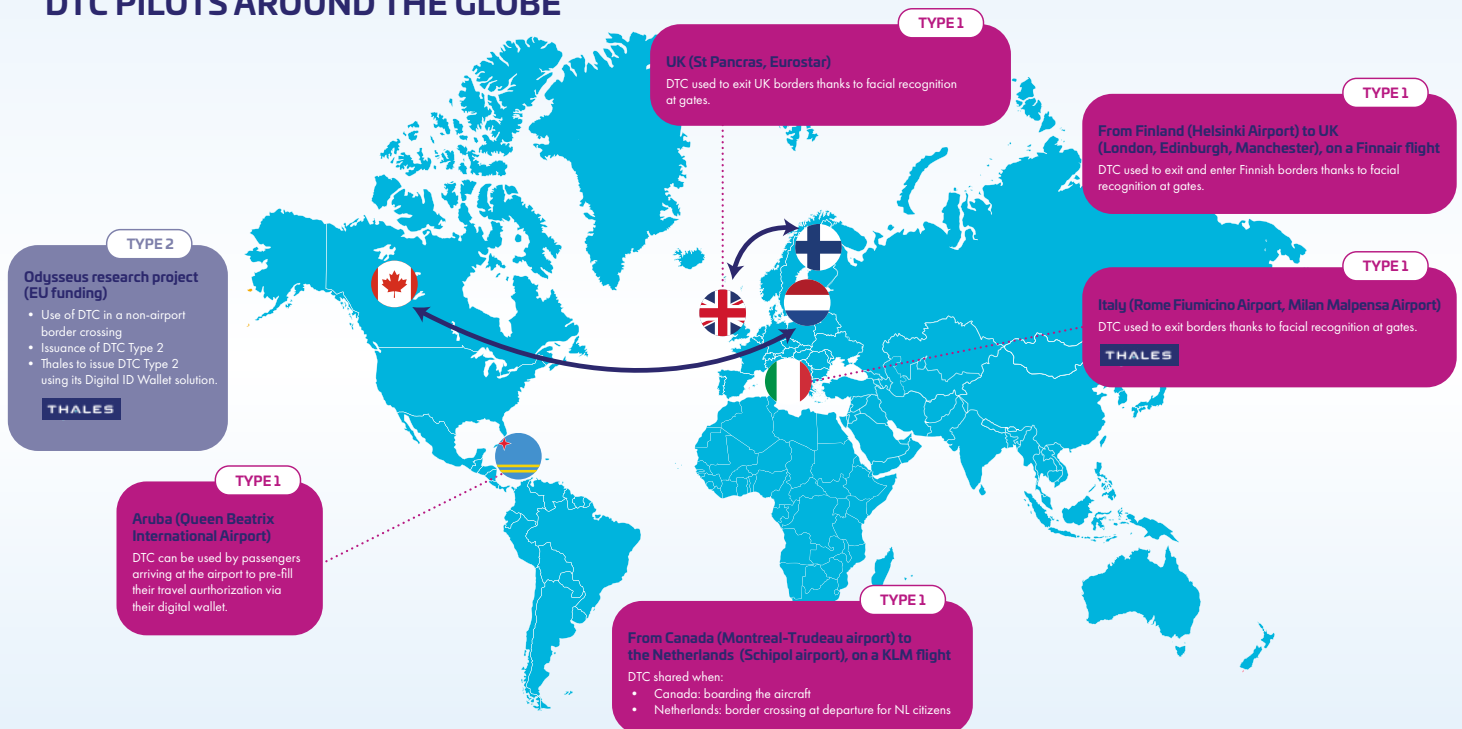 DTC PILOTS AROUND THE GLOBE
TYPE 1
UK (St Pancras, Eurostar)
DTC used to exit UK borders thanks to facial recognition
at gates.
TYPE 1
From Finland (Helsinki Airport) to UK
(London, Edinburgh, Manchester), on a Finnair flight
DTC used to exit and enter Finnish borders thanks to facial
recognition at gates.
TYPE 2
Odysseus research project
(EU funding)
• Use of DTC in a non-airport
border crossing
• Issuance of DTC Type 2
• Thales to issue DTC Type 2
using its Digital ID Wallet solution.
THALES
TYPE 1
Italy (Rome Fiumicino Airport, Milan Malpensa Airport)
DTC used to exit borders thanks to facial recognition at gates.
THALES
TYPE 1
Aruba (Queen Beatrix
International Airport)
DTC can be used by passengers
arriving at the airport to pre-fill
their travel aurthorization via
their digital wallet.
TYPE 1
From Canada (Montreal-Trudeau airport) to
the Netherlands (Schipol airport), on a KLM flight
DTC shared when:
• Canada: boarding the aircraft
• Netherlands: border crossing at departure for NL citizens